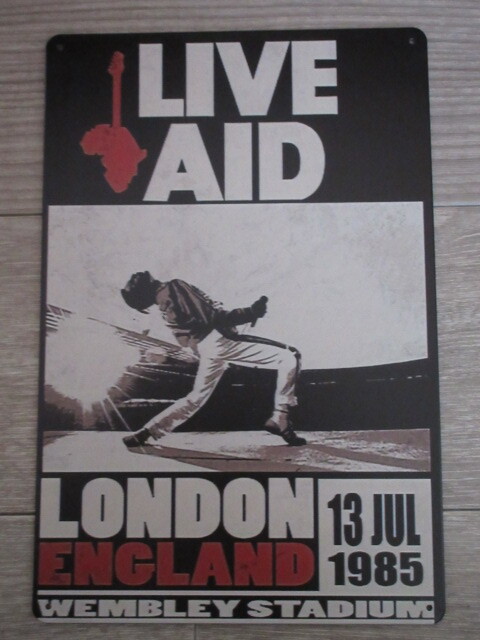 LIVE
AID
LONDON
ENGLAND
13 JUL
1985
WEMBLEY STADIUM